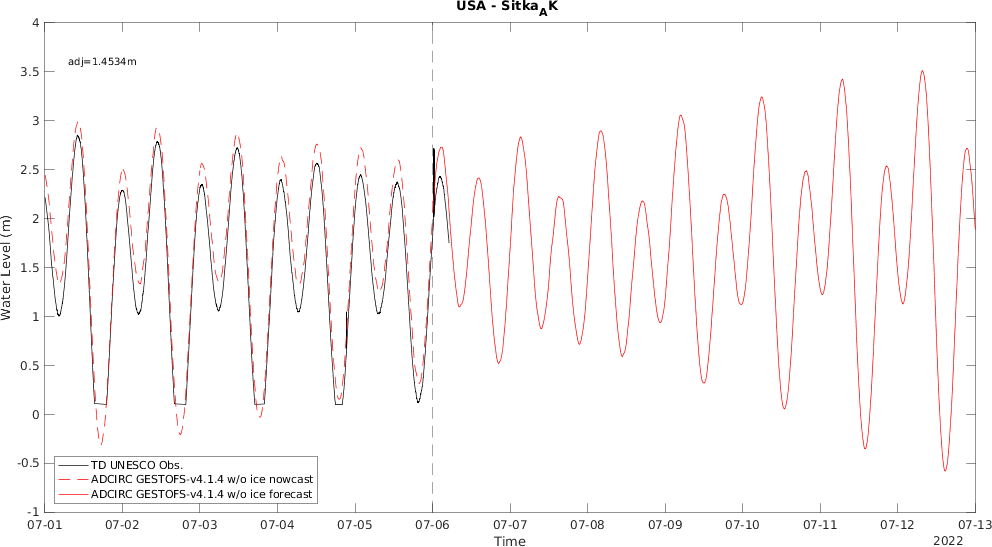 USA - Sitka_AK
4
adj=1.4534m
3.5
3
2.5
2
1.5
1
0.5
0
-0.5
-1
Water Level (m)
TD UNESCO Obs.
ADCIRC GESTOFS-v4.1.4 w/o ice nowcast
ADCIRC GESTOFS-v4.1.4 w/o ice forecast
07-01 07-02 07-03 07-04 07-05 07-06 07-07 07-08 07-09 07-10 07-11 07-12 07-13
Time
2022